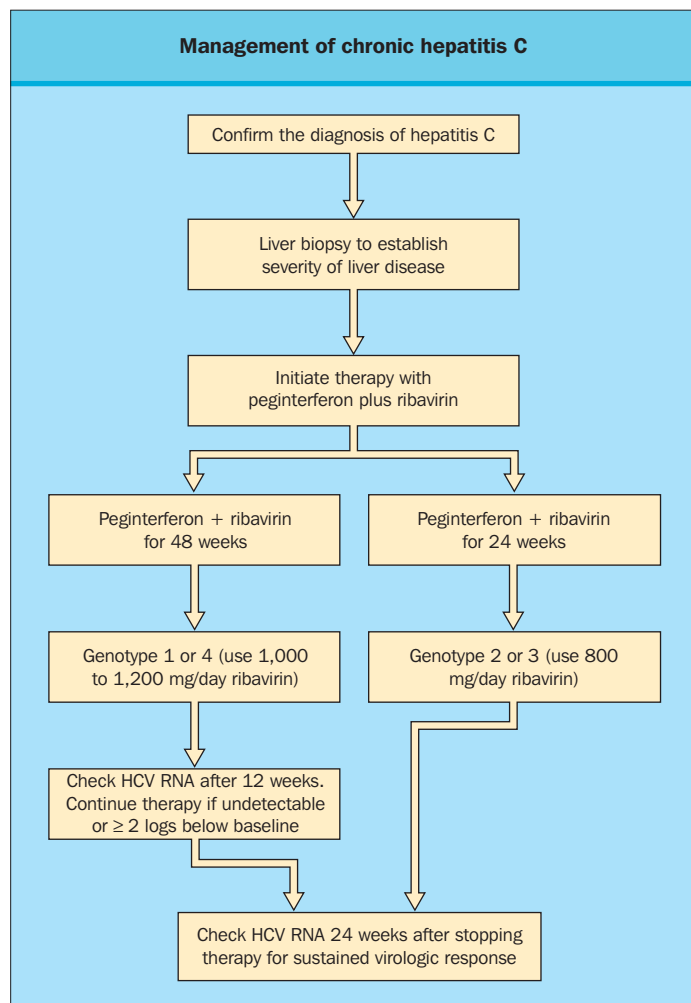 Management of chronic hepatitis C
Confirm the diagnosis of hepatitis C
Liver biopsy to establish
severity of liver disease
Initiate therapy with
peginterferon plus ribavirin
Peginterferon + ribavirin
for 48 weeks
Peginterferon + ribavirin
for 24 weeks
Genotype 1 or 4 (use 1,000
to 1,200 mg/day ribavirin)
Genotype 2 or 3 (use 800
mg/day ribavirin)
Check HCV RNA after 12 weeks.
Continue therapy if undetectable
or ≥ 2 logs below baseline
Check HCV RNA 24 weeks after stopping
therapy for sustained virologic response